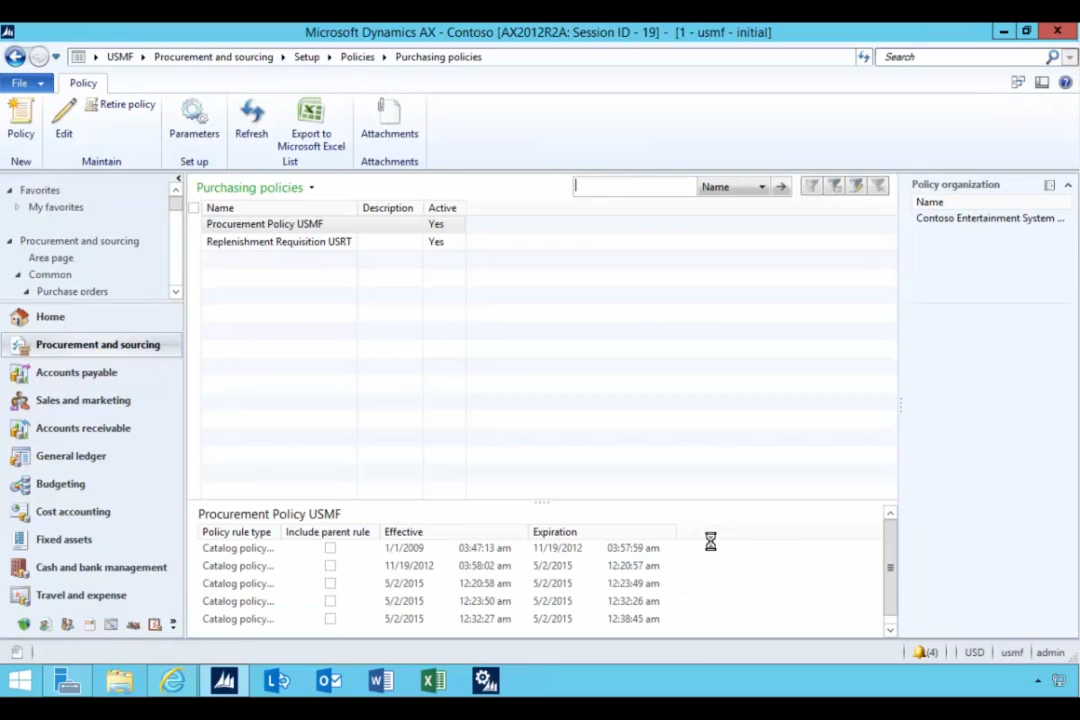 Microsoft Dynamics AX - Contoso [AX2012R2A: Session ID - 19] - [1 - usmf - initial]
USMF Procurement and sourcing Setup Policies Purchasing policies
Search
File Policy
Policy Edit Retire policy Parameters Refresh Export to Microsoft Excel Attachments
New Maintain Set up List Attachments
Favorites
My favorites
Procurement and sourcing
Area page
Common
Purchase orders
Home
Procurement and sourcing
Accounts payable
Sales and marketing
Accounts receivable
General ledger
Budgeting
Cost accounting
Fixed assets
Cash and bank management
Travel and expense
Purchasing policies
Name
Name Description Active
Procurement Policy USMF Yes
Replenishment Requisition USRT Yes
Policy organization
Name
Contoso Entertainment System ...
Procurement Policy USMF
Policy rule type Include parent rule Effective Expiration
Catalog policy... 1/1/2009 03:47:13 am 11/19/2012 03:57:59 am
Catalog policy... 11/19/2012 03:58:02 am 5/2/2015 12:20:57 am
Catalog policy... 5/2/2015 12:20:58 am 5/2/2015 12:23:49 am
Catalog policy... 5/2/2015 12:23:50 am 5/2/2015 12:32:26 am
Catalog policy... 5/2/2015 12:32:27 am 5/2/2015 12:38:45 am
(4) USD usmf admin